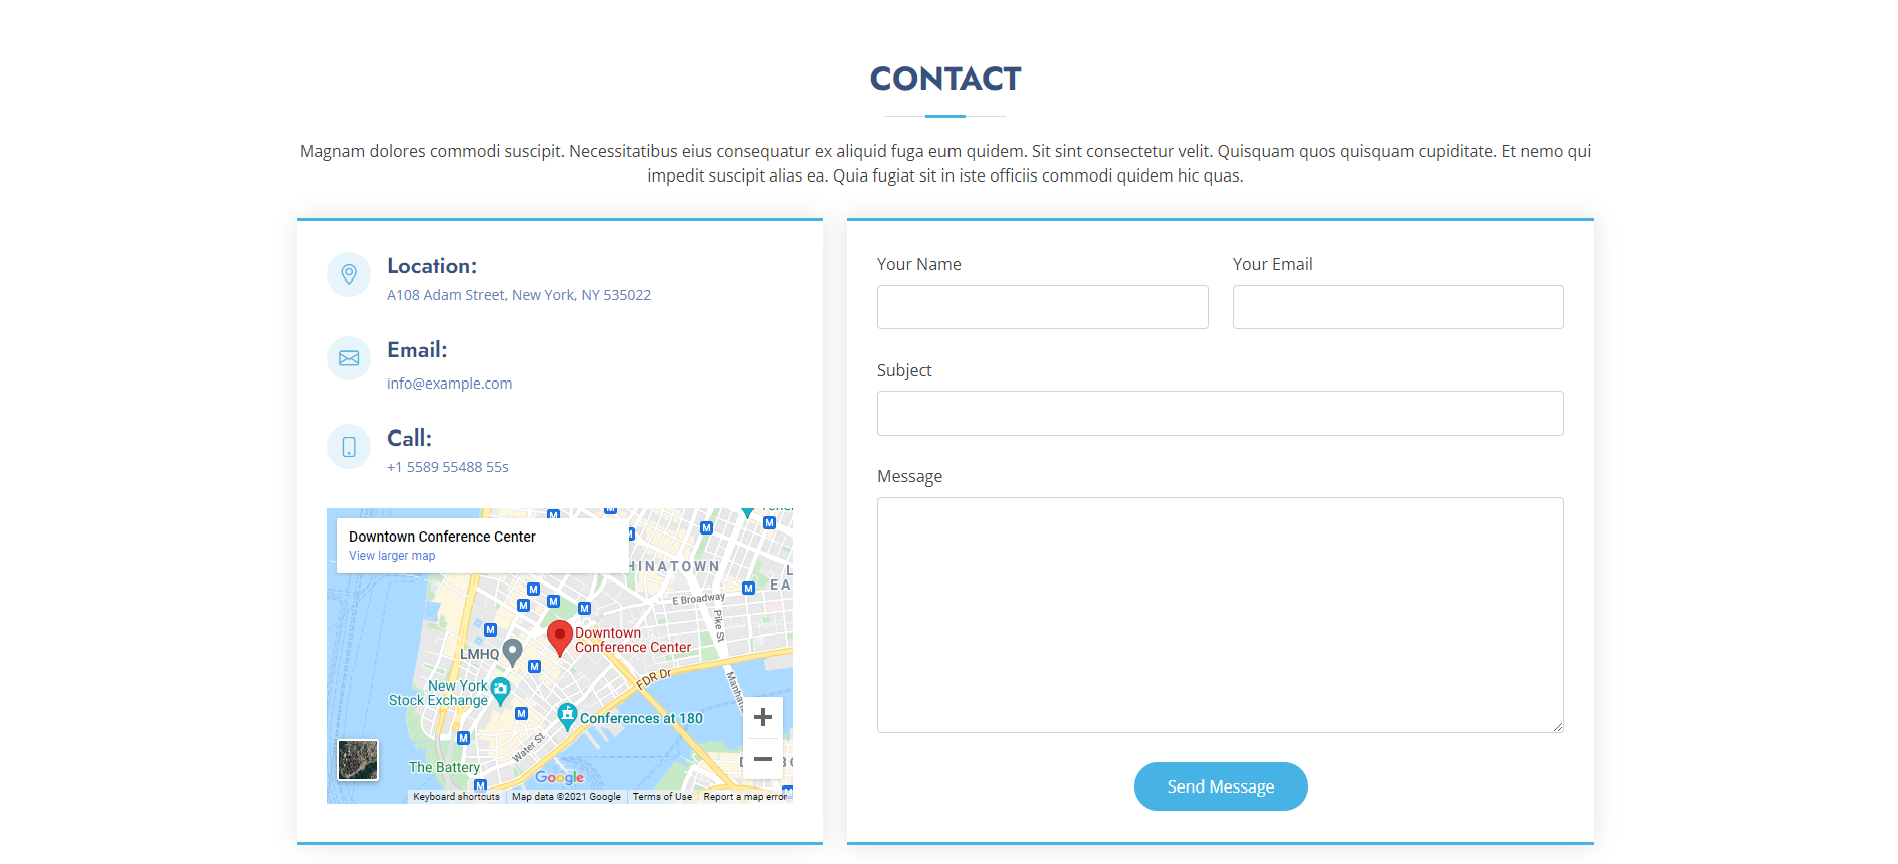 CONTACT
Magnam dolores commodi suscipit. Necessitatibus eius consequatur ex aliquid fuga eum quidem. Sit sint consectetur velit. Quisquam quos quisquam cupiditate. Et nemo qui
impedit suscipit alias ea. Quia fugiat sit in iste officiis commodi quidem hic quas.
Location:
A108 Adam Street, New York, NY 535022
Email:
info@example.com
Call:
+1 5589 55488 55s
Downtown Conference Center
View larger map
HINATOWN
E Broadway
Pike St
Downtown
Conference Center
LMHQ
FDR Dr
New York
Stock Exchange
Conferences at 180
Water St
The Battery
Google
Keyboard shortcuts
Map data ©2021 Google
Terms of Use
Report a map error
Your Name
Your Email
Subject
Message
Send Message